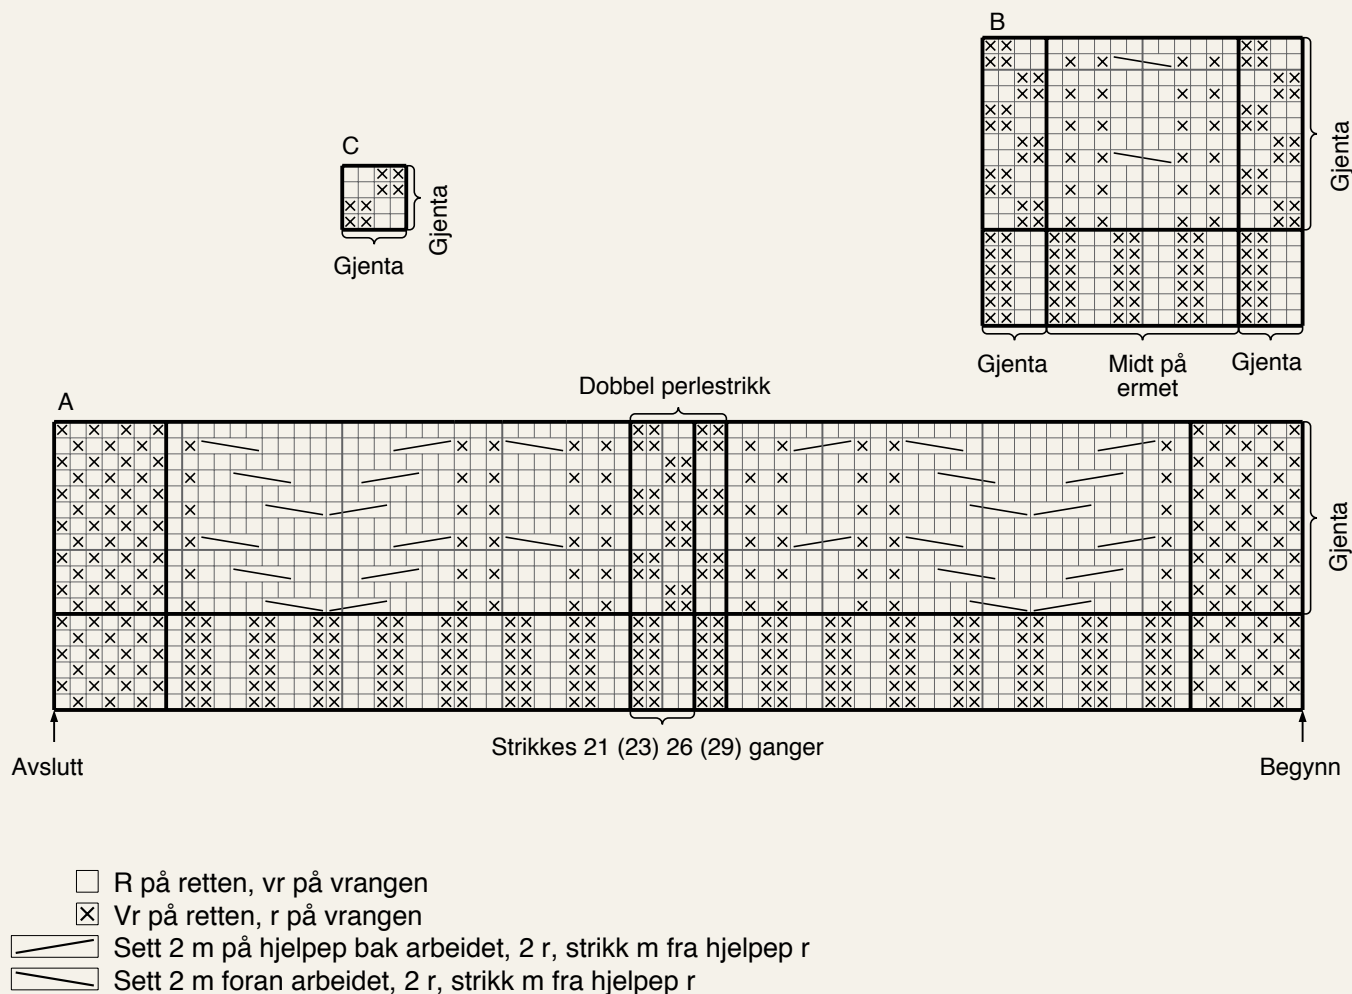 B
Gjenta
C
Gjenta
Gjenta
Gjenta
Midt på
ermet
Gjenta
Dobbel perlestrikk
A
Gjenta
Strikkes 21 (23) 26 (29) ganger
Avslutt
Begynn
R på retten, vr på vrangen
Vr på retten, r på vrangen
Sett 2 m på hjelpep bak arbeidet, 2 r, strikk m fra hjelpep r
Sett 2 m foran arbeidet, 2 r, strikk m fra hjelpep r